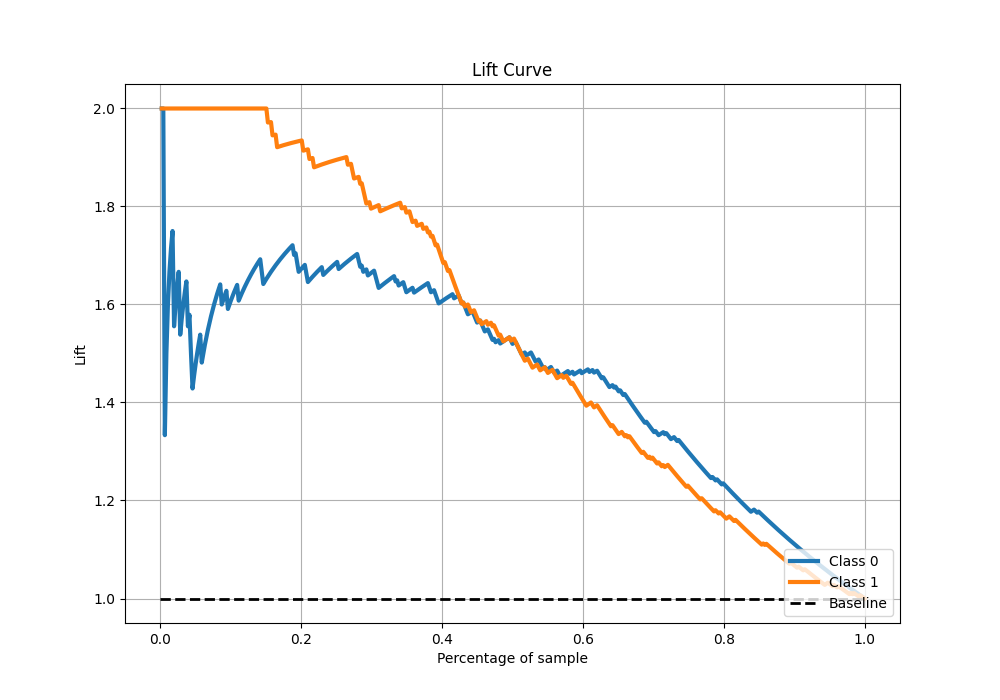 Lift Curve
2.0
1.8
1.6
1.4
1.2
1.0
Lift
0.0 0.2 0.4 0.6 0.8 1.0
Percentage of sample
Class 0
Class 1
Baseline